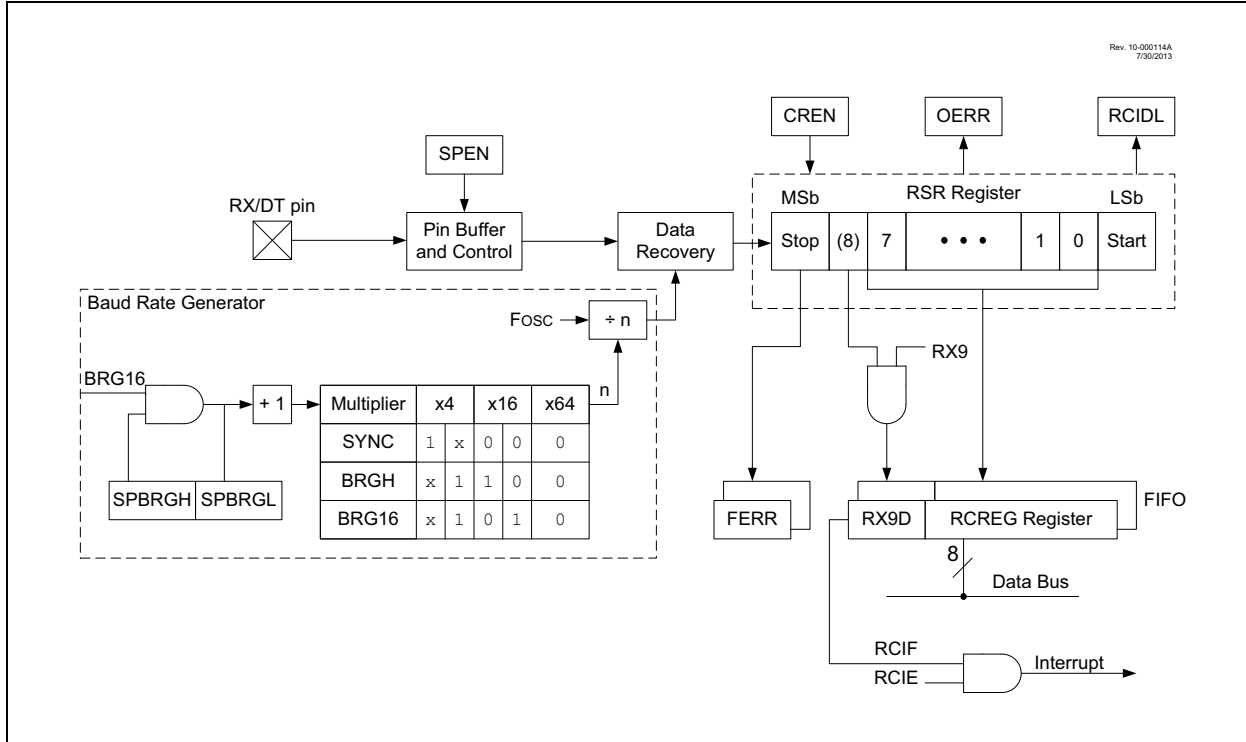 Rev. 10-000114A
7/30/2013
CREN
OERR
RCIDL
SPEN
RX/DT pin
Pin Buffer
and Control
Data
Recovery
MSb
RSR Register
LSb
Stop (8) 7 • • • 1 0 Start
Baud Rate Generator
FOSC
÷ n
n
RX9
BRG16
+ 1
Multiplier x4 x16 x64
SYNC 1 x 0 0 0
BRGH x 1 1 0 0
BRG16 x 1 0 1 0
SPBRGH SPBRGL
FERR
RX9D
RCREG Register
FIFO
8
Data Bus
RCIF
RCIE
Interrupt